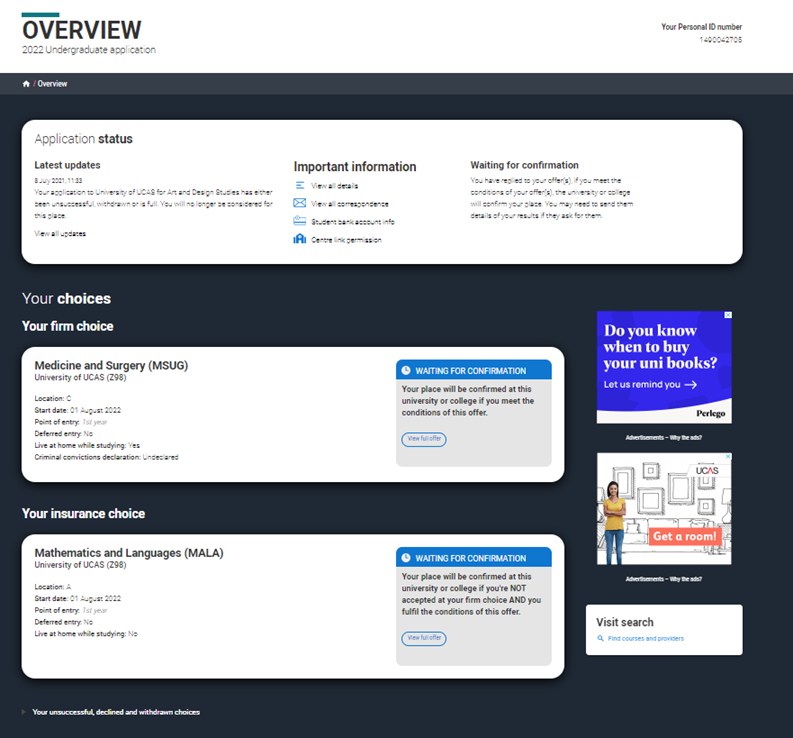 OVERVIEW
2022 Undergraduate application
Your Personal ID number
1490042705
/ Overview
Application status
Latest updates
8 July 2021, 11:33
Your application to University of UCAS for Art and Design Studies has either
been unsuccessful, withdrawn or is full. You will no longer be considered for
this place.
View all updates
Important information
View all details
View all correspondence
Student bank account info
Centre link permission
Waiting for confirmation
You have replied to your offer(s), if you meet the
conditions of your offer(s), the university or college
will confirm your place. You may need to send them
details of your results if they ask for them.
Your choices
Your firm choice
Medicine and Surgery (MSUG)
University of UCAS (Z98)
Location: C
Start date: 01 August 2022
Point of entry: 1st year
Deferred entry: No
Live at home while studying: Yes
Criminal convictions declaration: Undeclared
WAITING FOR CONFIRMATION
Your place will be confirmed at this
university or college if you meet the
conditions of this offer.
View full offer
Your insurance choice
Mathematics and Languages (MALA)
University of UCAS (Z98)
Location: A
Start date: 01 August 2022
Point of entry: 1st year
Deferred entry: No
Live at home while studying: No
WAITING FOR CONFIRMATION
Your place will be confirmed at this
university or college if you're NOT
accepted at your firm choice AND you
fulfil the conditions of this offer.
View full offer
Your unsuccessful, declined and withdrawn choices
Do you know
when to buy
your uni books?
Let us remind you →
Perlego
Advertisements – Why the ads?
UCAS
Get a room!
Advertisements – Why the ads?
Visit search
Find courses and providers